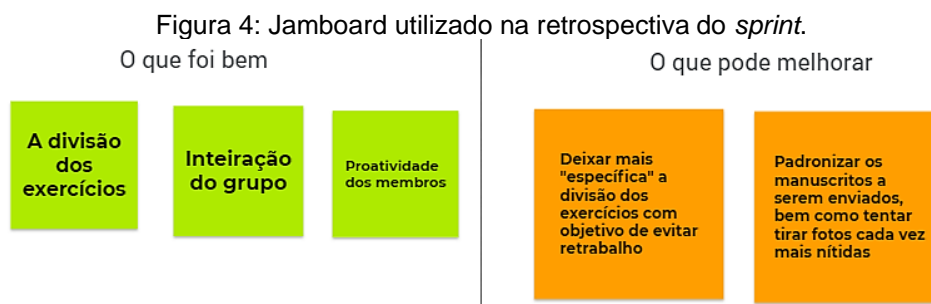 Figura 4: Jamboard utilizado na retrospectiva do sprint.
O que foi bem
A divisão
dos
exercícios
Inteiração
do grupo
Proatividade
dos membros
O que pode melhorar
Deixar mais
"específica" a
divisão dos
exercícios com
objetivo de evitar
retrabalho
Padronizar os
manuscritos a
serem enviados,
bem como tentar
tirar fotos cada vez
mais nítidas